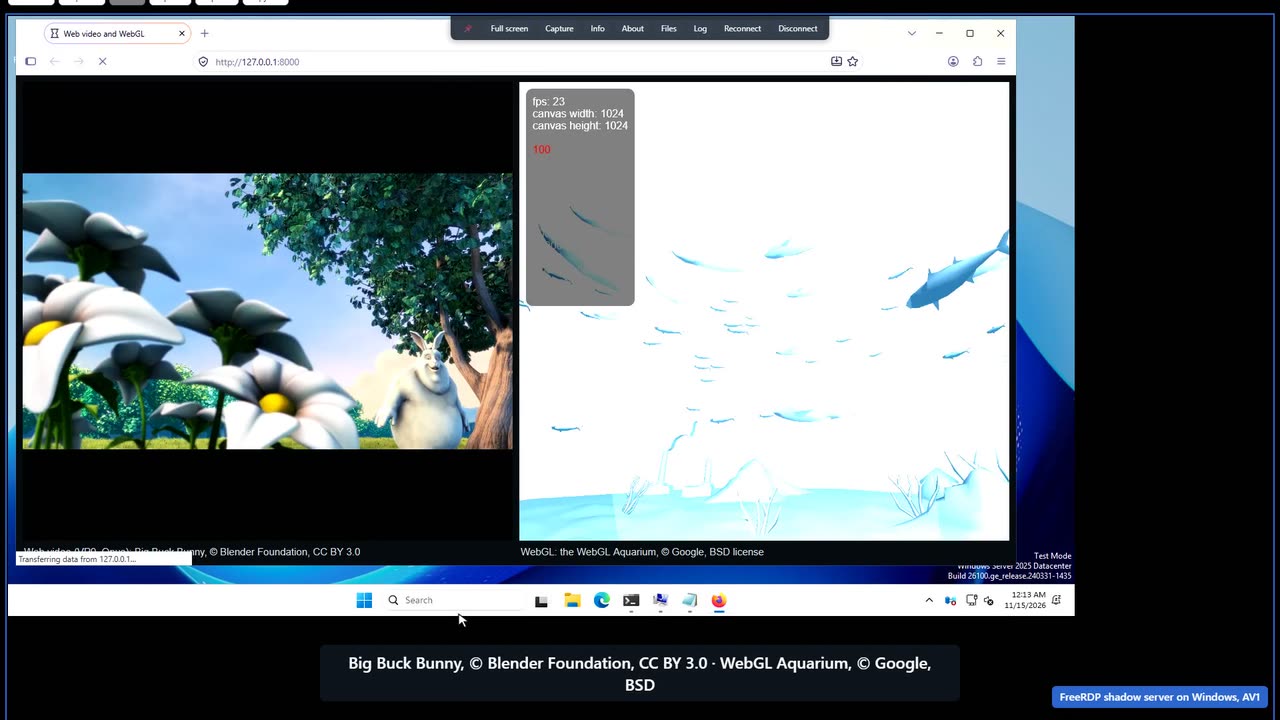 Web video and WebGL
Full screen
Capture
Info
About
Files
Log
Reconnect
Disconnect
http://127.0.0.1:8000
fps: 23
canvas width: 1024
canvas height: 1024
100
Big Buck Bunny, © Blender Foundation, CC BY 3.0
WebGL: the WebGL Aquarium, © Google, BSD license
Transferring data from 127.0.0.1...
Test Mode
Windows Server 2025 Datacenter
Build 26100.ge_release.240331-1435
Search
12:13 AM
11/15/2026
Big Buck Bunny, © Blender Foundation, CC BY 3.0 · WebGL Aquarium, © Google,
BSD
FreeRDP shadow server on Windows, AV1